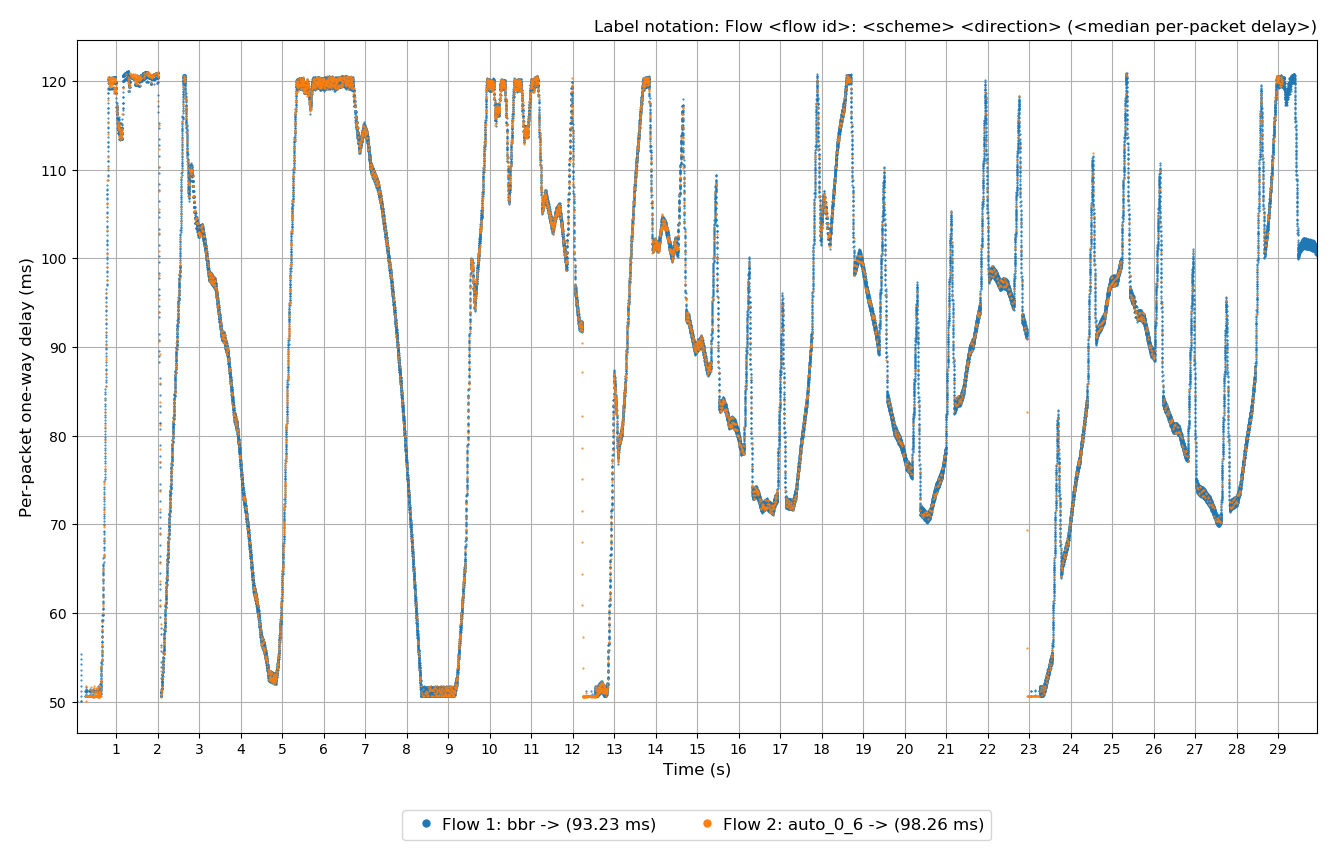 Label notation: Flow <flow id>: <scheme> <direction> (<median per-packet delay>)
Per-packet one-way delay (ms)
120
110
100
90
80
70
60
50
1 2 3 4 5 6 7 8 9 10 11 12 13 14 15 16 17 18 19 20 21 22 23 24 25 26 27 28 29
Time (s)
Flow 1: bbr -> (93.23 ms) Flow 2: auto_0_6 -> (98.26 ms)